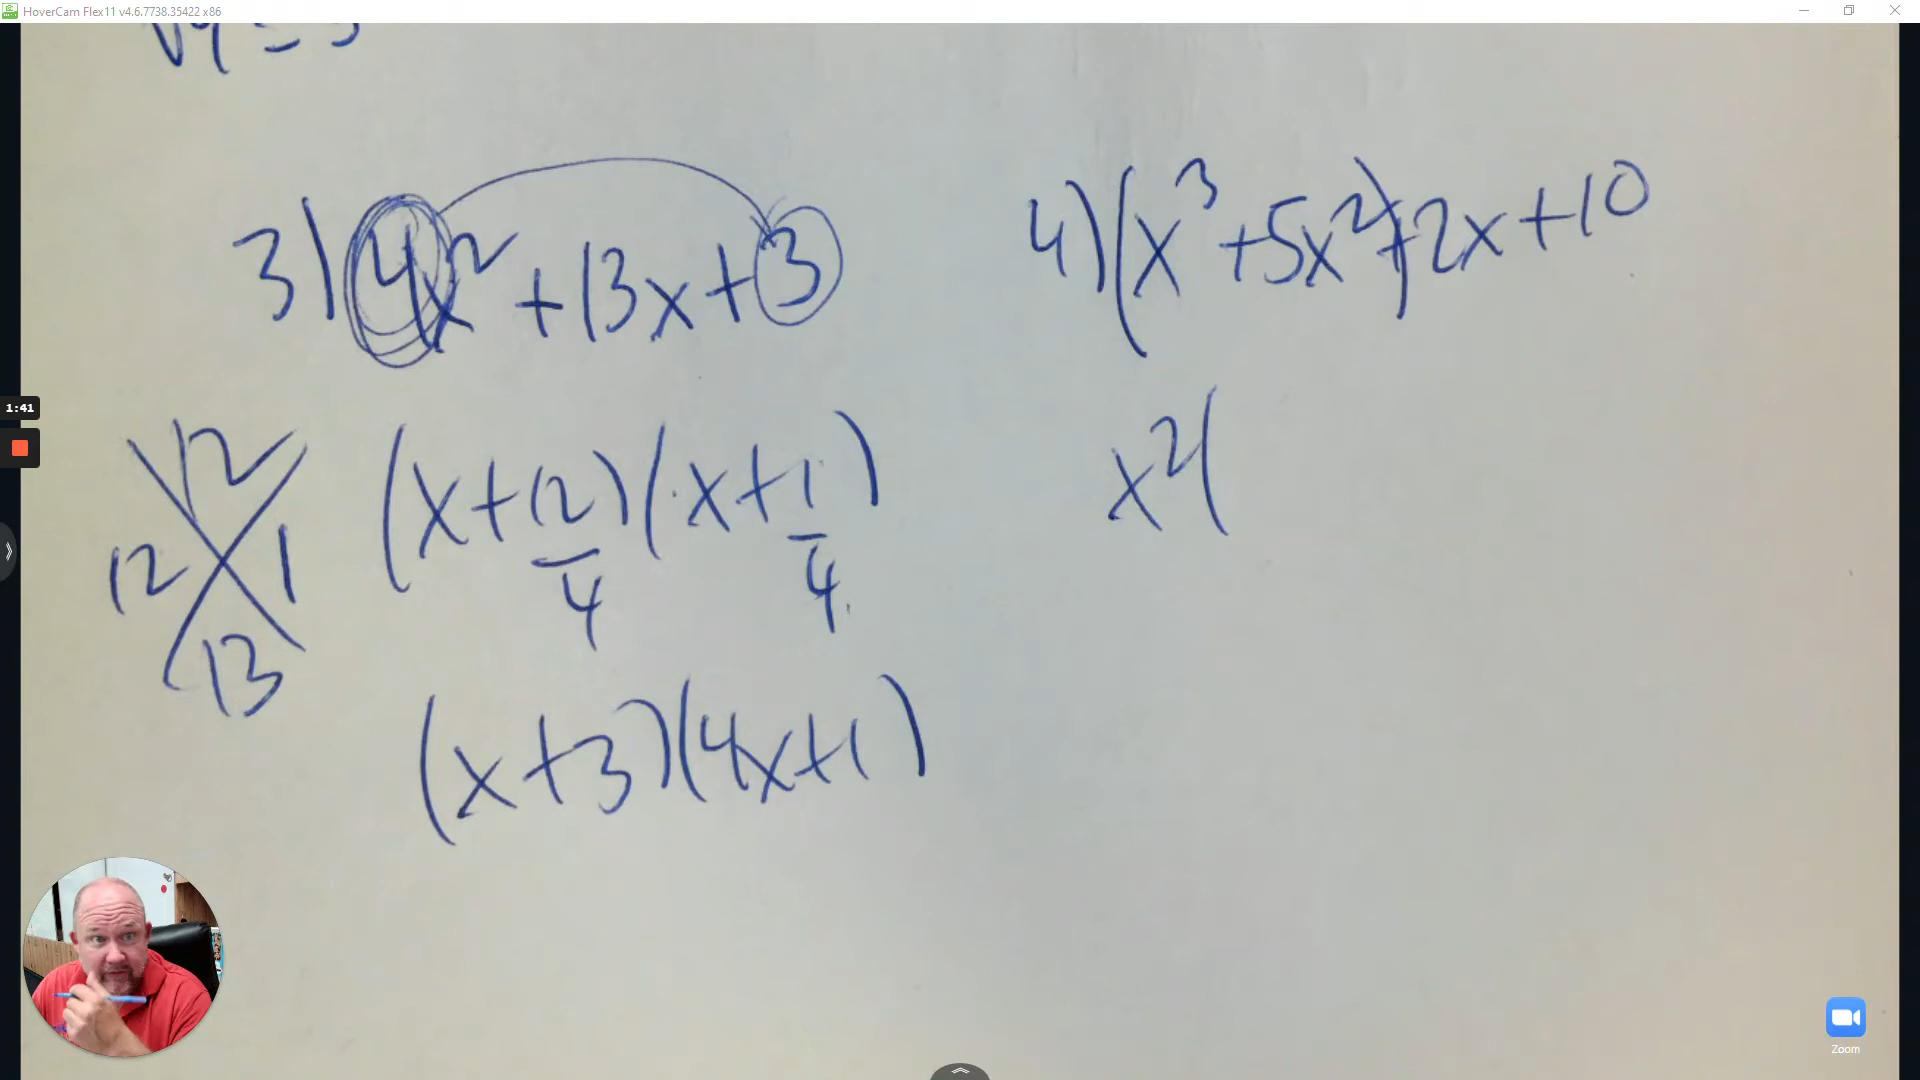 HoverCam Flex11 v4.6.7738.35422 x86
3) 4x² + 13x + 3
12
12 1
13
(x + 12/4)(x + 1/4)
(x + 3)(4x + 1)
4) (x³ + 5x²) + 2x + 10
x²(
1:41
Zoom